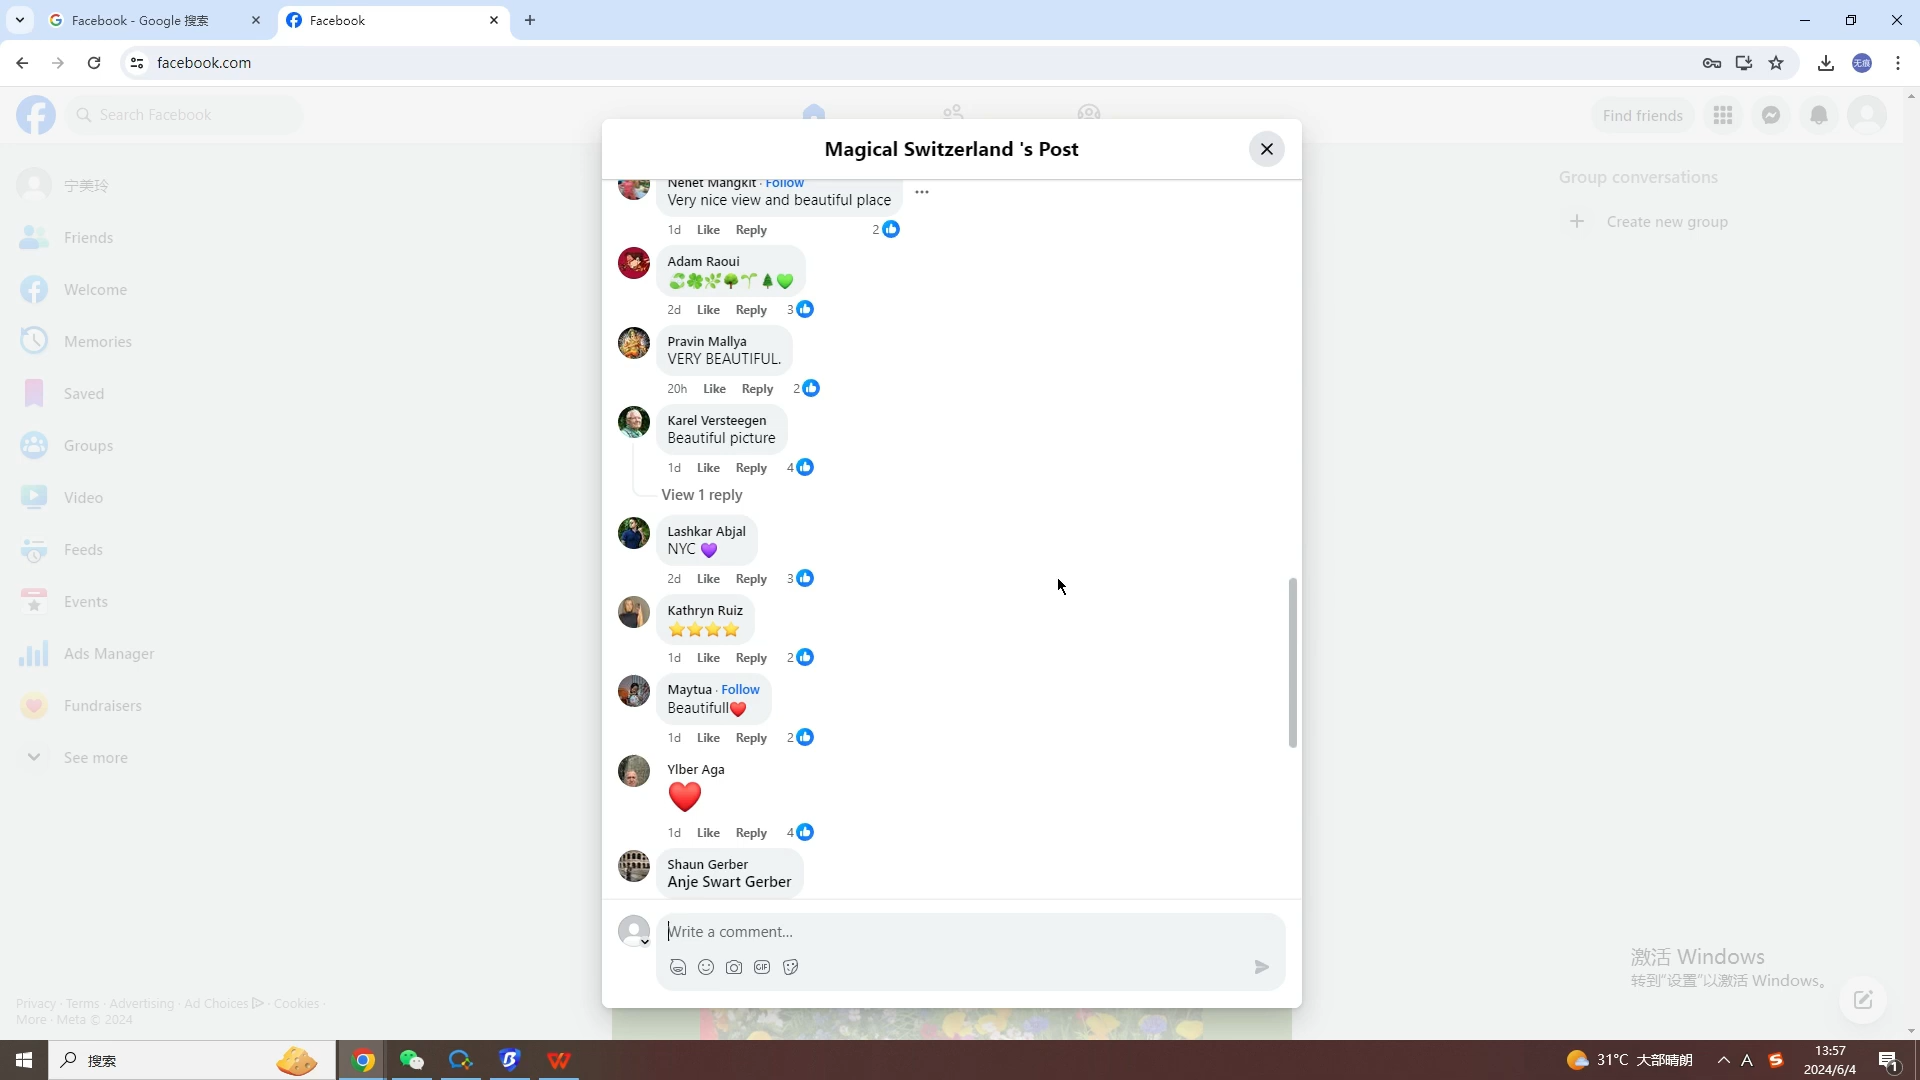 Facebook - Google 搜索
Facebook
facebook.com
无痕
Search Facebook
Find friends
宁美玲
Friends
Welcome
Memories
Saved
Groups
Video
Feeds
Events
Ads Manager
Fundraisers
See more
Privacy · Terms · Advertising · Ad Choices · Cookies ·
More · Meta © 2024
Magical Switzerland 's Post
Nenet Mangkit · Follow
Very nice view and beautiful place
1d Like Reply 2
Adam Raoui
2d Like Reply 3
Pravin Mallya
VERY BEAUTIFUL.
20h Like Reply 2
Karel Versteegen
Beautiful picture
1d Like Reply 4
View 1 reply
Lashkar Abjal
NYC 💜
2d Like Reply 3
Kathryn Ruiz
⭐⭐⭐⭐
1d Like Reply 2
Maytua · Follow
Beautifull❤️
1d Like Reply 2
Ylber Aga
❤️
1d Like Reply 4
Shaun Gerber
Anje Swart Gerber
Write a comment...
GIF
Group conversations
Create new group
激活 Windows
转到"设置"以激活 Windows。
搜索
31°C 大部晴朗
A
13:57
2024/6/4
1